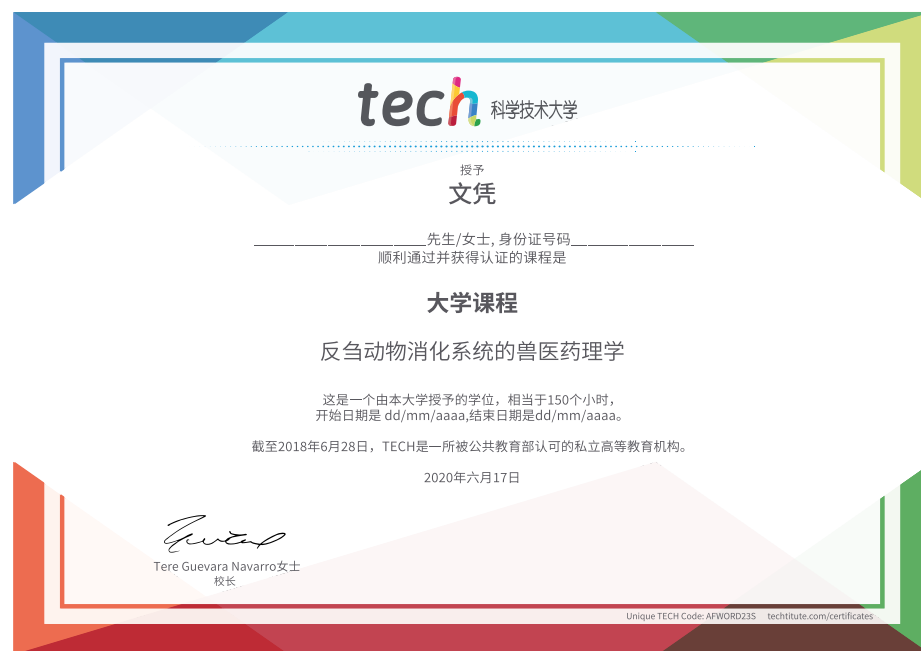 tech 科学技术大学
授予
文凭
____________________先生/女士, 身份证号码______________
顺利通过并获得认证的课程是
大学课程
反刍动物消化系统的兽医药理学
这是一个由本大学授予的学位，相当于150个小时，
开始日期是 dd/mm/aaaa,结束日期是dd/mm/aaaa。
截至2018年6月28日，TECH是一所被公共教育部认可的私立高等教育机构。
2020年六月17日
Tere Guevara Navarro女士
校长
Unique TECH Code: AFWORD23S techtitute.com/certificates